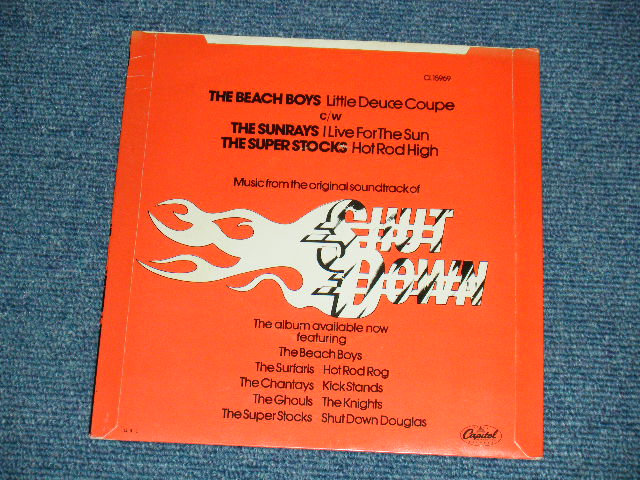 CL15969
THE BEACH BOYS Little Deuce Coupe
c/w
THE SUNRAYS I Live For The Sun
THE SUPER STOCKS Hot Rod High
Music from the original soundtrack of
SHUT
DOWN
The album available now
featuring
The Beach Boys
The Surfaris Hot Rod Rog
The Chantays Kick Stands
The Ghouls The Knights
The Super Stocks Shut Down Douglas
Capitol